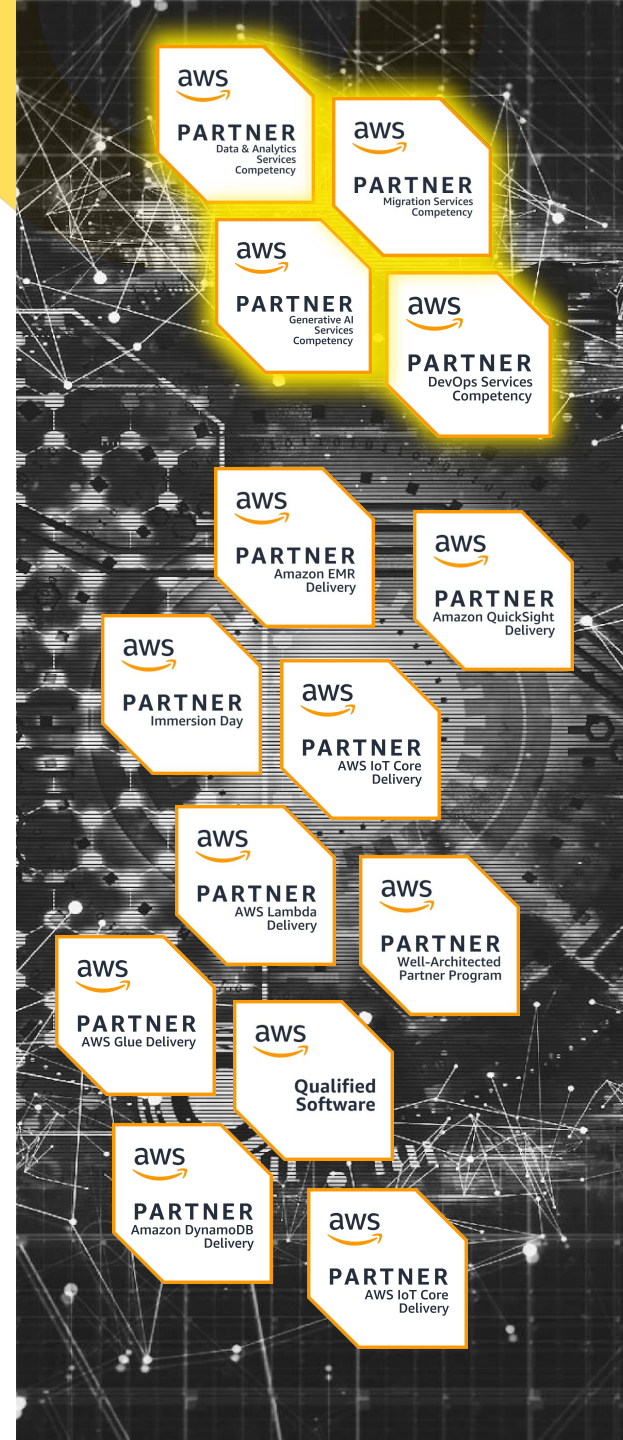 aws
PARTNER
Data & Analytics
Services
Competency
aws
PARTNER
Migration Services
Competency
aws
PARTNER
Generative AI
Services
Competency
aws
PARTNER
DevOps Services
Competency
aws
PARTNER
Amazon EMR
Delivery
aws
PARTNER
Amazon QuickSight
Delivery
aws
PARTNER
Immersion Day
aws
PARTNER
AWS IoT Core
Delivery
aws
PARTNER
AWS Lambda
Delivery
aws
PARTNER
Well-Architected
Partner Program
aws
PARTNER
AWS Glue Delivery
aws
Qualified
Software
aws
PARTNER
Amazon DynamoDB
Delivery
aws
PARTNER
AWS IoT Core
Delivery